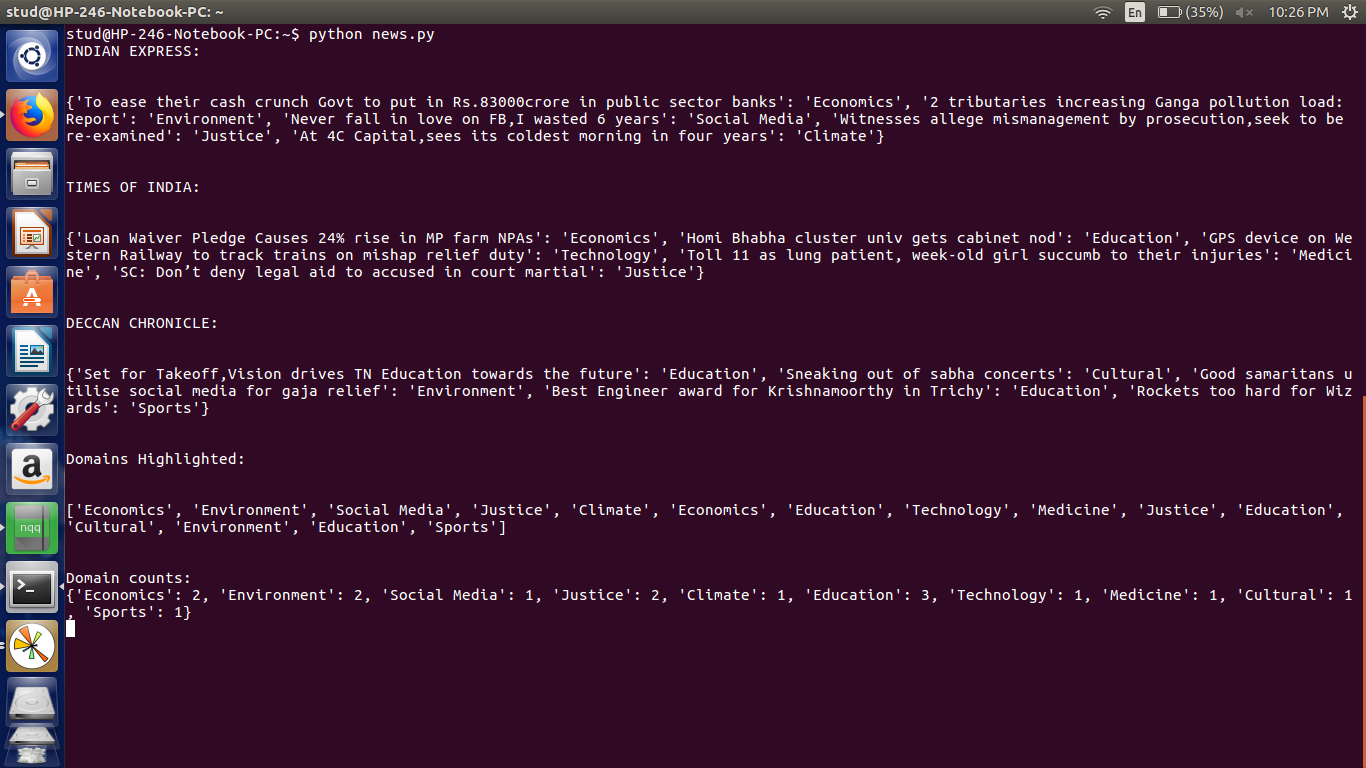 stud@HP-246-Notebook-PC: ~
En
(35%)
10:26 PM
stud@HP-246-Notebook-PC:~$ python news.py
INDIAN EXPRESS:
{'To ease their cash crunch Govt to put in Rs.83000crore in public sector banks': 'Economics', '2 tributaries increasing Ganga pollution load:
Report': 'Environment', 'Never fall in love on FB,I wasted 6 years': 'Social Media', 'Witnesses allege mismanagement by prosecution,seek to be
re-examined': 'Justice', 'At 4C Capital,sees its coldest morning in four years': 'Climate'}
TIMES OF INDIA:
{'Loan Waiver Pledge Causes 24% rise in MP farm NPAs': 'Economics', 'Homi Bhabha cluster univ gets cabinet nod': 'Education', 'GPS device on We
stern Railway to track trains on mishap relief duty': 'Technology', 'Toll 11 as lung patient, week-old girl succumb to their injuries': 'Medici
ne', 'SC: Don’t deny legal aid to accused in court martial': 'Justice'}
DECCAN CHRONICLE:
{'Set for Takeoff,Vision drives TN Education towards the future': 'Education', 'Sneaking out of sabha concerts': 'Cultural', 'Good samaritans u
tilise social media for gaja relief': 'Environment', 'Best Engineer award for Krishnamoorthy in Trichy': 'Education', 'Rockets too hard for Wiz
ards': 'Sports'}
Domains Highlighted:
['Economics', 'Environment', 'Social Media', 'Justice', 'Climate', 'Economics', 'Education', 'Technology', 'Medicine', 'Justice', 'Education',
'Cultural', 'Environment', 'Education', 'Sports']
Domain counts:
{'Economics': 2, 'Environment': 2, 'Social Media': 1, 'Justice': 2, 'Climate': 1, 'Education': 3, 'Technology': 1, 'Medicine': 1, 'Cultural': 1
, 'Sports': 1}
a
nqq
>_